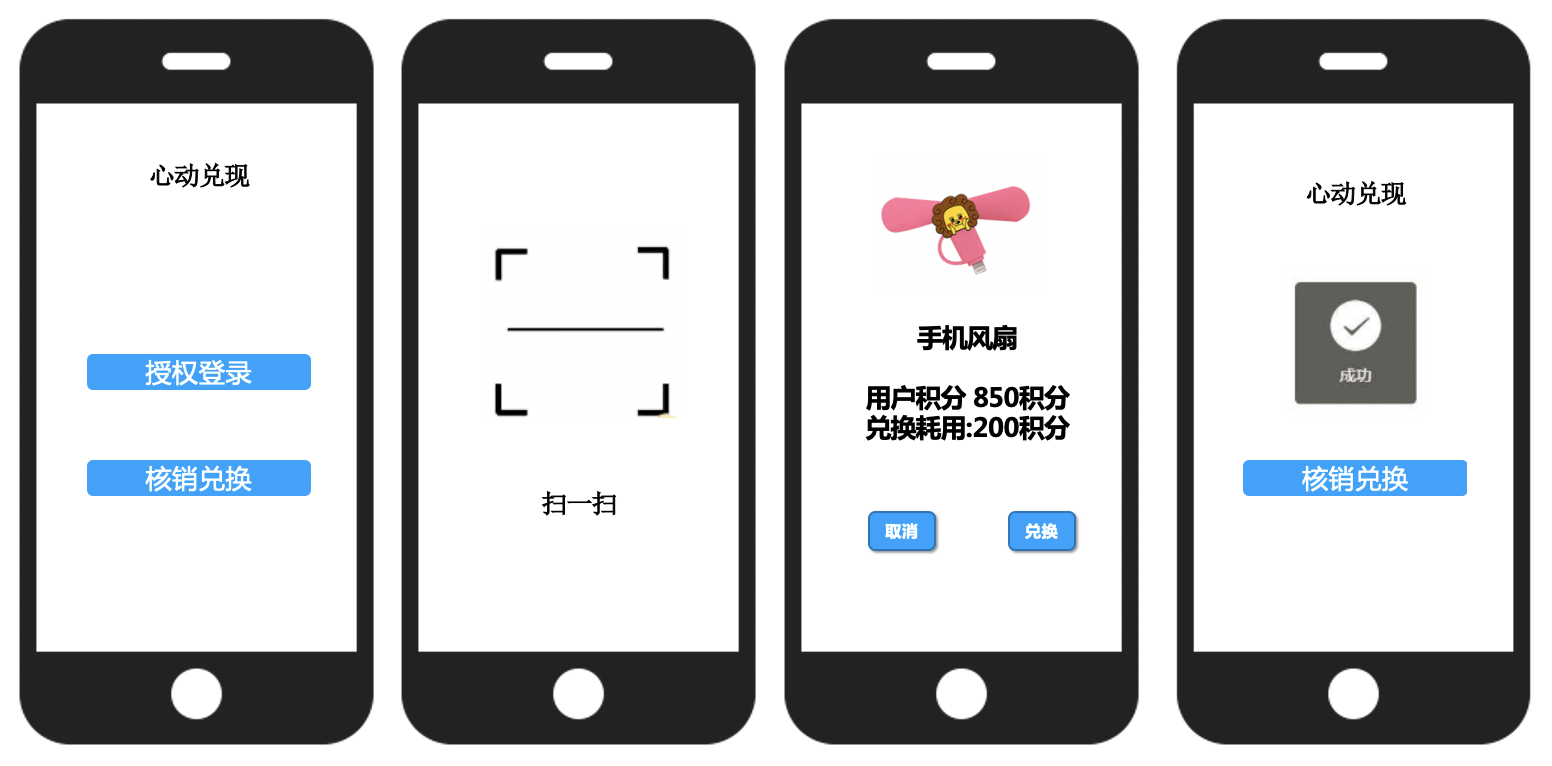 心动兑现
授权登录
核销兑换
扫一扫
手机风扇
用户积分 850积分
兑换耗用:200积分
取消
兑换
心动兑现
成功
核销兑换